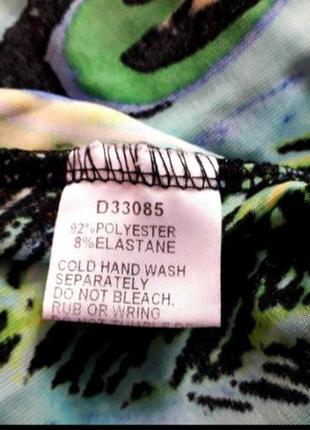 D33085
92%POLYESTER
8%ELASTANE
COLD HAND WASH
SEPARATELY
DO NOT BLEACH.
RUB OR WRING